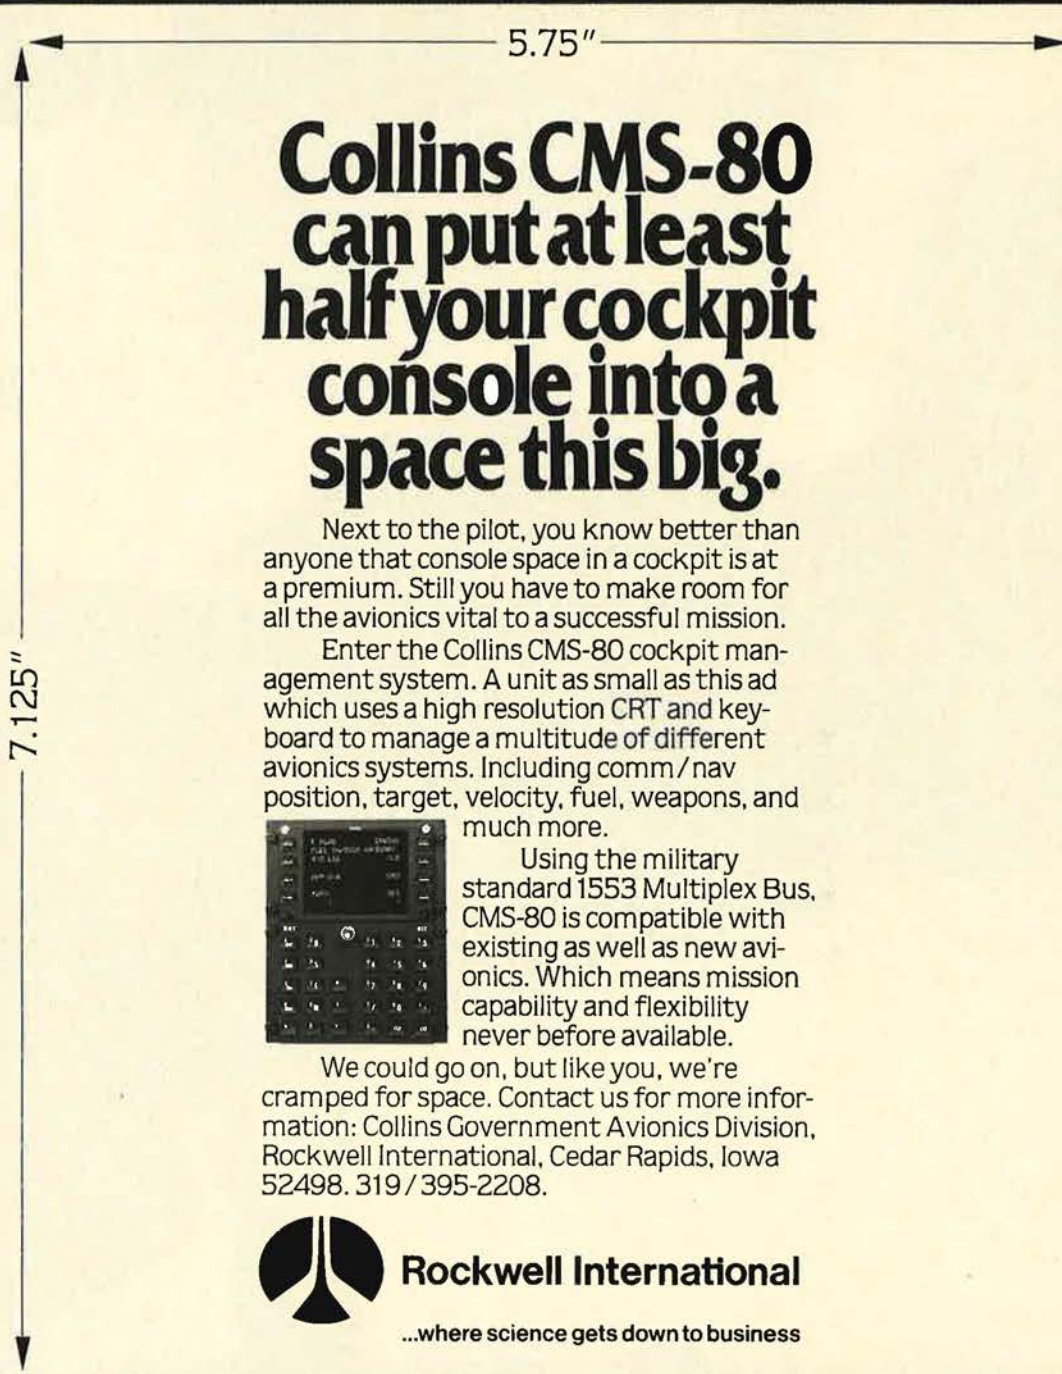 5.75"
7.125"
Collins CMS-80
can put at least
half your cockpit
console into a
space this big.
Next to the pilot, you know better than
anyone that console space in a cockpit is at
a premium. Still you have to make room for
all the avionics vital to a successful mission.
Enter the Collins CMS-80 cockpit man-
agement system. A unit as small as this ad
which uses a high resolution CRT and key-
board to manage a multitude of different
avionics systems. Including comm/nav
position, target, velocity, fuel, weapons, and
much more.
Using the military
standard 1553 Multiplex Bus,
CMS-80 is compatible with
existing as well as new avi-
onics. Which means mission
capability and flexibility
never before available.
We could go on, but like you, we're
cramped for space. Contact us for more infor-
mation: Collins Government Avionics Division,
Rockwell International, Cedar Rapids, Iowa
52498. 319/395-2208.
Rockwell International
...where science gets down to business